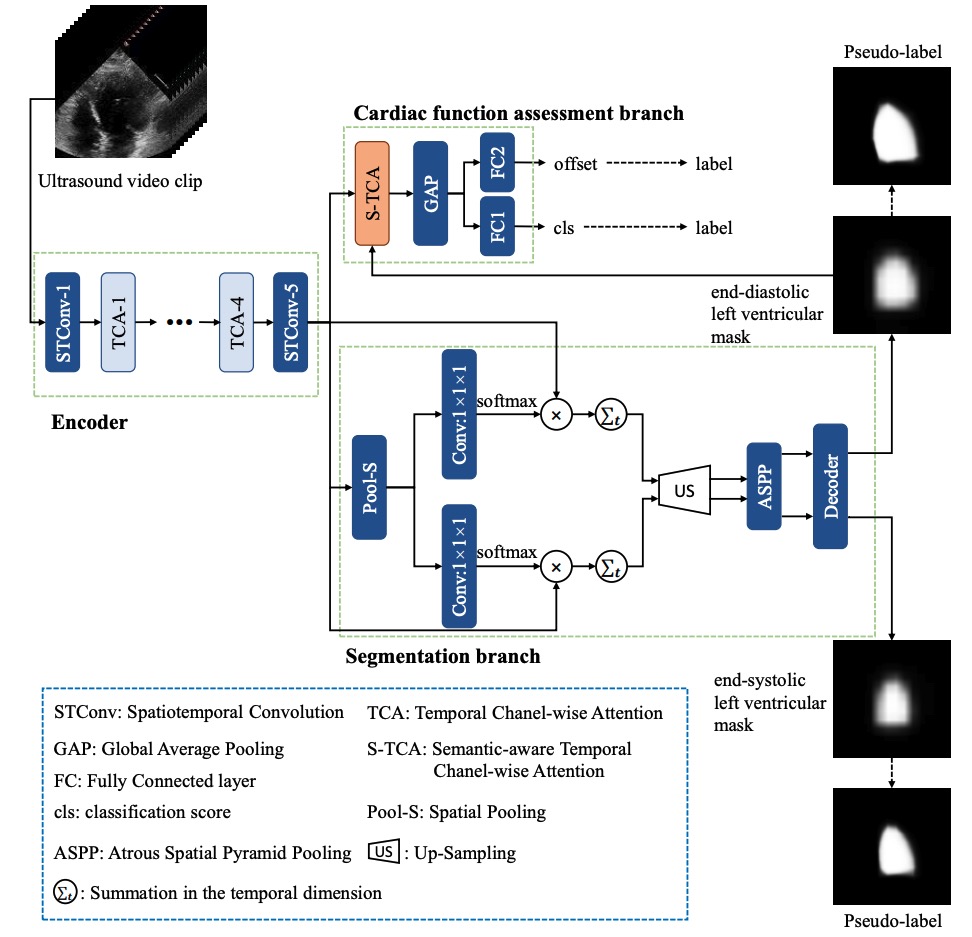 Ultrasound video clip
Cardiac function assessment branch
S-TCA
GAP
FC2
FC1
offset
label
cls
label
Pseudo-label
end-diastolic
left ventricular
mask
STConv-1
TCA-1
•••
TCA-4
STConv-5
Encoder
Pool-S
Conv:1×1×1
softmax
×
Σt
Conv:1×1×1
softmax
×
Σt
US
ASPP
Decoder
Segmentation branch
end-systolic
left ventricular
mask
Pseudo-label
STConv: Spatiotemporal Convolution
TCA: Temporal Chanel-wise Attention
GAP: Global Average Pooling
S-TCA: Semantic-aware Temporal
Chanel-wise Attention
FC: Fully Connected layer
cls: classification score
Pool-S: Spatial Pooling
ASPP: Atrous Spatial Pyramid Pooling
US : Up-Sampling
Σt : Summation in the temporal dimension